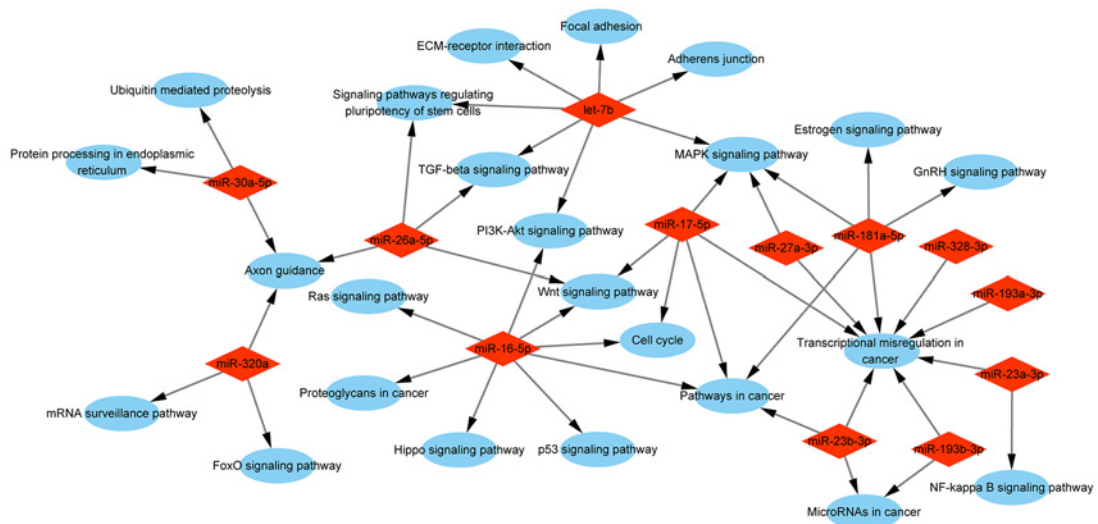 Focal adhesion
ECM-receptor interaction
Adherens junction
Ubiquitin mediated proteolysis
Signaling pathways regulating
pluripotency of stem cells
let-7b
Estrogen signaling pathway
Protein processing in endoplasmic
reticulum
MAPK signaling pathway
TGF-beta signaling pathway
GnRH signaling pathway
miR-30a-5p
miR-17-5p
PI3K-Akt signaling pathway
miR-181a-5p
miR-26a-5p
miR-27a-3p
miR-328-3p
Axon guidance
Ras signaling pathway
Wnt signaling pathway
miR-193a-3p
Cell cycle
miR-16-5p
Transcriptional misregulation in
cancer
miR-320a
miR-23a-3p
Proteoglycans in cancer
Pathways in cancer
mRNA surveillance pathway
miR-23b-3p
miR-193b-3p
Hippo signaling pathway
p53 signaling pathway
FoxO signaling pathway
NF-kappa B signaling pathway
MicroRNAs in cancer